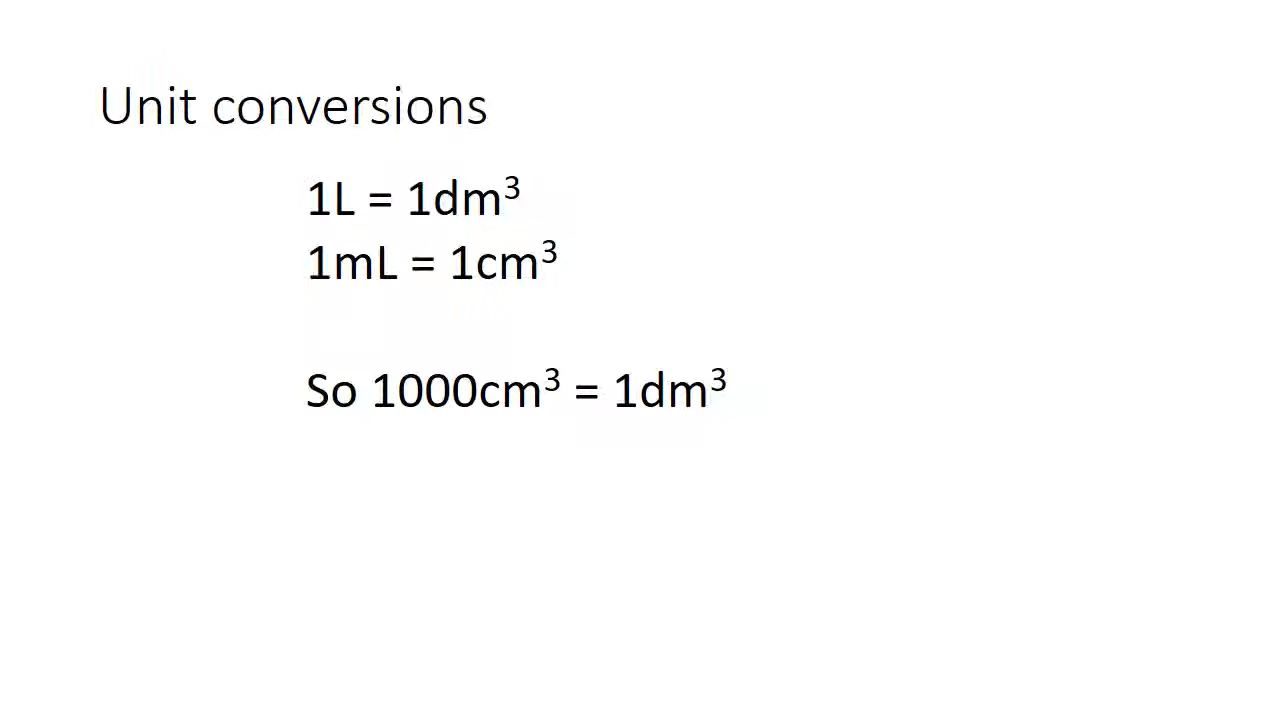 Unit conversions
1L = 1dm³
1mL = 1cm³
So 1000cm³ = 1dm³